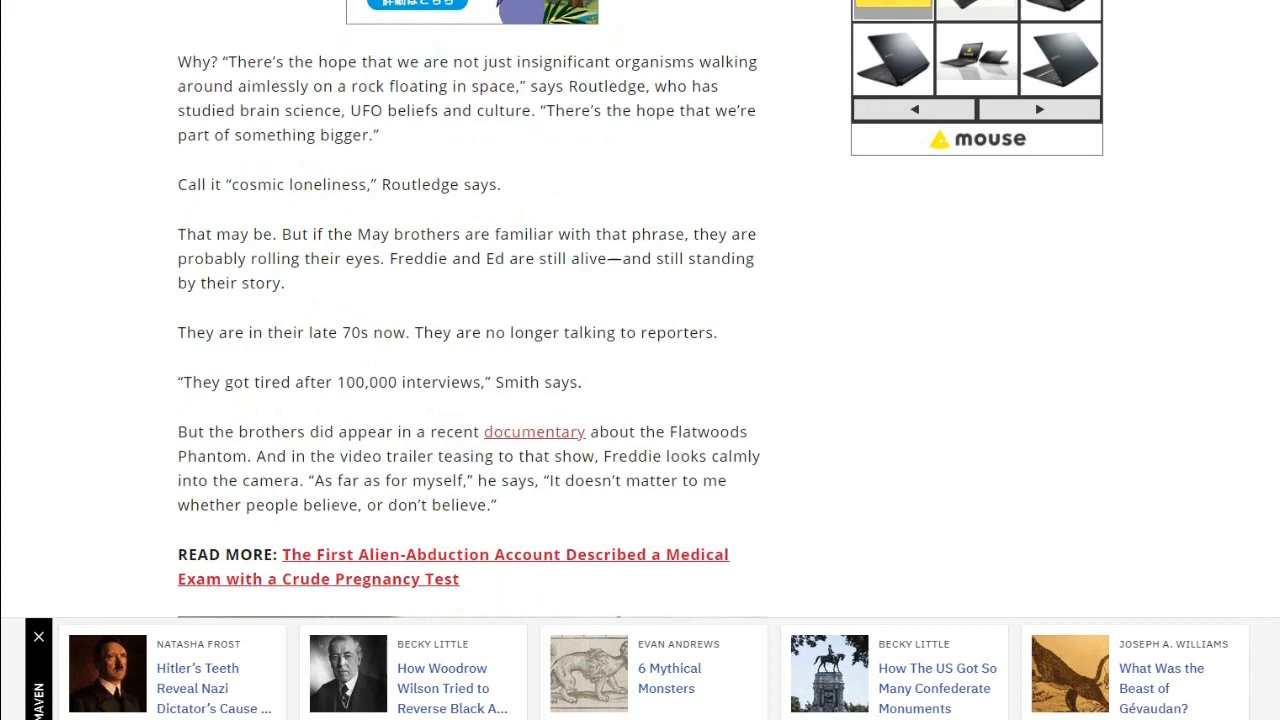 詳細はこちら
Why? “There’s the hope that we are not just insignificant organisms walking
around aimlessly on a rock floating in space,” says Routledge, who has
studied brain science, UFO beliefs and culture. “There’s the hope that we’re
part of something bigger.”
Call it “cosmic loneliness,” Routledge says.
That may be. But if the May brothers are familiar with that phrase, they are
probably rolling their eyes. Freddie and Ed are still alive—and still standing
by their story.
They are in their late 70s now. They are no longer talking to reporters.
“They got tired after 100,000 interviews,” Smith says.
But the brothers did appear in a recent documentary about the Flatwoods
Phantom. And in the video trailer teasing to that show, Freddie looks calmly
into the camera. “As far as for myself,” he says, “It doesn’t matter to me
whether people believe, or don’t believe.”
READ MORE: The First Alien-Abduction Account Described a Medical
Exam with a Crude Pregnancy Test
mouse
MAVEN
NATASHA FROST
Hitler’s Teeth
Reveal Nazi
Dictator’s Cause ...
BECKY LITTLE
How Woodrow
Wilson Tried to
Reverse Black A...
EVAN ANDREWS
6 Mythical
Monsters
BECKY LITTLE
How The US Got So
Many Confederate
Monuments
JOSEPH A. WILLIAMS
What Was the
Beast of
Gévaudan?